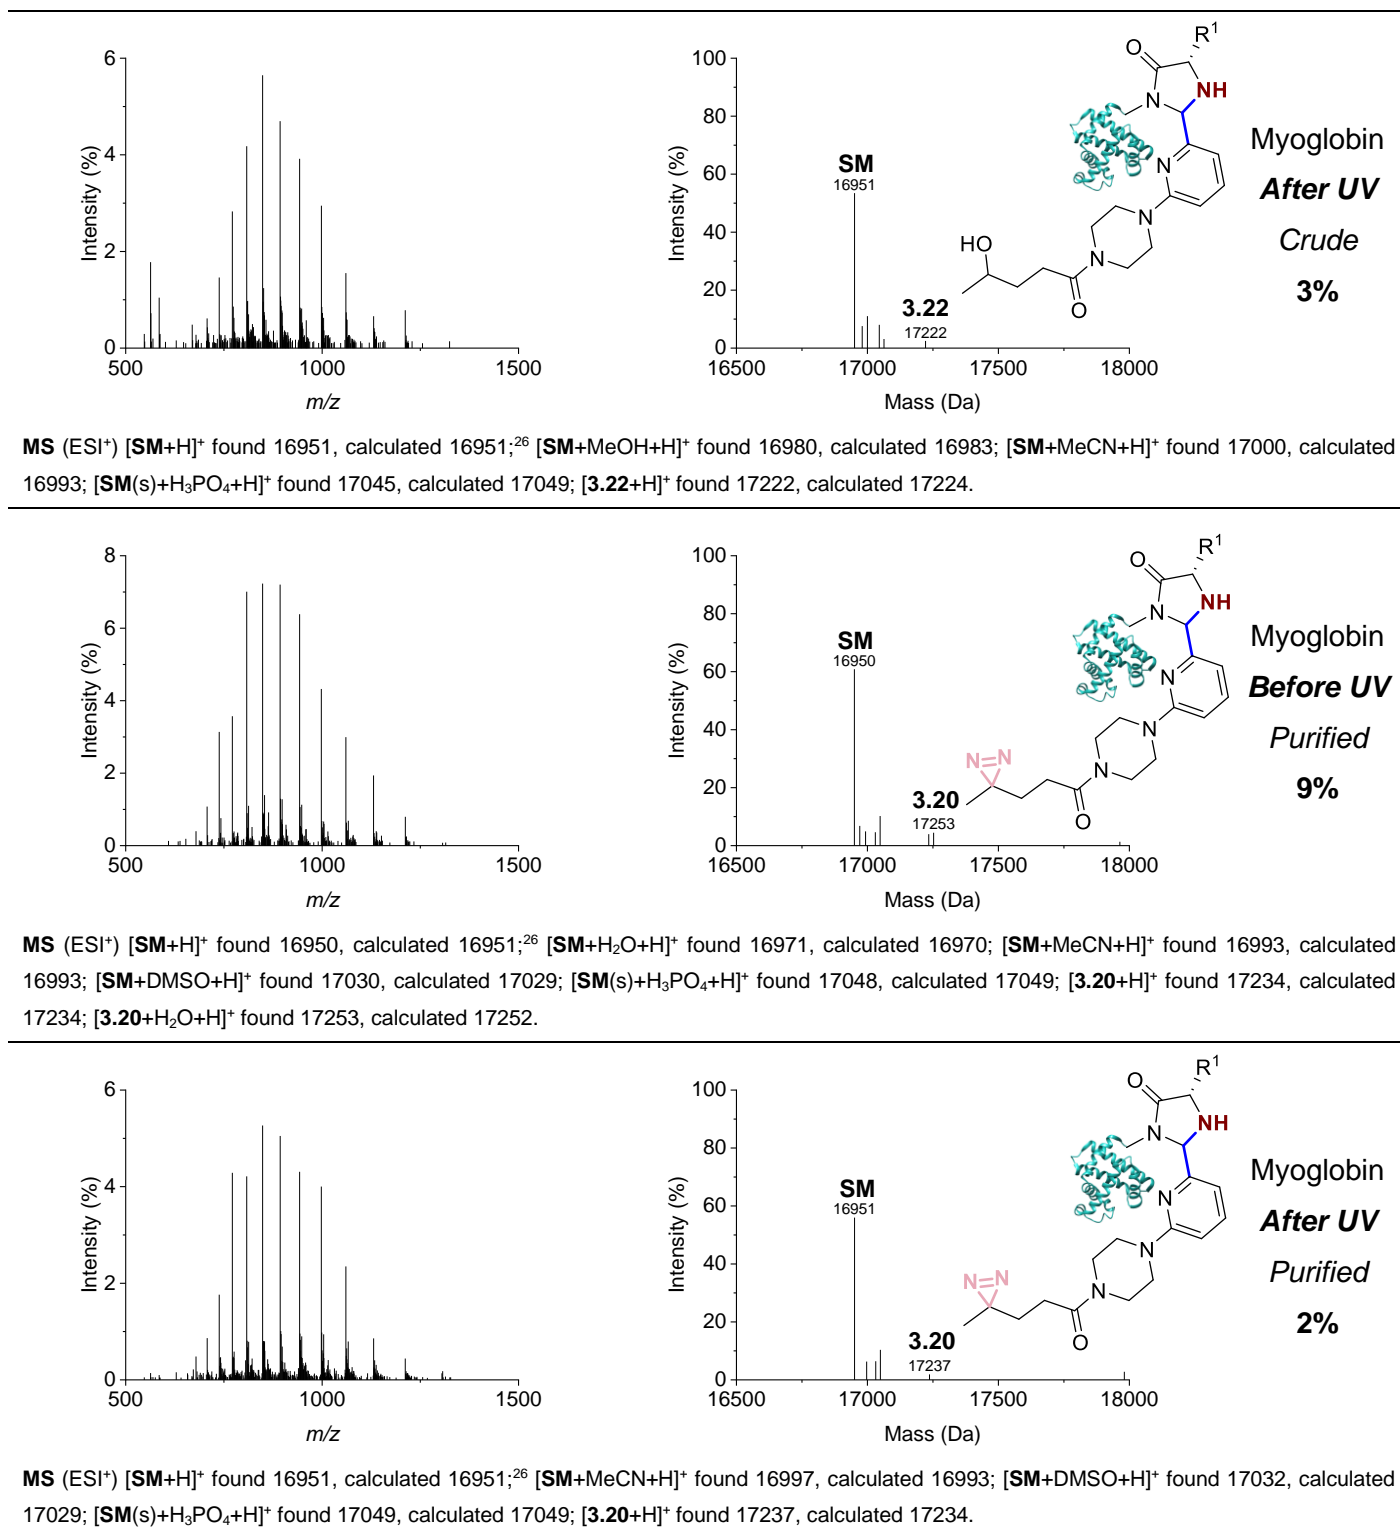 6
4
2
0
Intensity (%)
500
1000
1500
m/z
100
80
60
40
20
0
Intensity (%)
16500
17000
17500
18000
Mass (Da)
SM
16951
3.22
17222
O
R¹
N
NH
N
N
N
O
HO
Myoglobin
After UV
Crude
3%
MS (ESI⁺) [SM+H]⁺ found 16951, calculated 16951;²⁶ [SM+MeOH+H]⁺ found 16980, calculated 16983; [SM+MeCN+H]⁺ found 17000, calculated
16993; [SM(s)+H₃PO₄+H]⁺ found 17045, calculated 17049; [3.22+H]⁺ found 17222, calculated 17224.
8
6
4
2
0
Intensity (%)
500
1000
1500
m/z
100
80
60
40
20
0
Intensity (%)
16500
17000
17500
18000
Mass (Da)
SM
16950
3.20
17253
O
R¹
N
NH
N
N
N
O
N=N
Myoglobin
Before UV
Purified
9%
MS (ESI⁺) [SM+H]⁺ found 16950, calculated 16951;²⁶ [SM+H₂O+H]⁺ found 16971, calculated 16970; [SM+MeCN+H]⁺ found 16993, calculated
16993; [SM+DMSO+H]⁺ found 17030, calculated 17029; [SM(s)+H₃PO₄+H]⁺ found 17048, calculated 17049; [3.20+H]⁺ found 17234, calculated
17234; [3.20+H₂O+H]⁺ found 17253, calculated 17252.
6
4
2
0
Intensity (%)
500
1000
1500
m/z
100
80
60
40
20
0
Intensity (%)
16500
17000
17500
18000
Mass (Da)
SM
16951
3.20
17237
O
R¹
N
NH
N
N
N
O
N=N
Myoglobin
After UV
Purified
2%
MS (ESI⁺) [SM+H]⁺ found 16951, calculated 16951;²⁶ [SM+MeCN+H]⁺ found 16997, calculated 16993; [SM+DMSO+H]⁺ found 17032, calculated
17029; [SM(s)+H₃PO₄+H]⁺ found 17049, calculated 17049; [3.20+H]⁺ found 17237, calculated 17234.